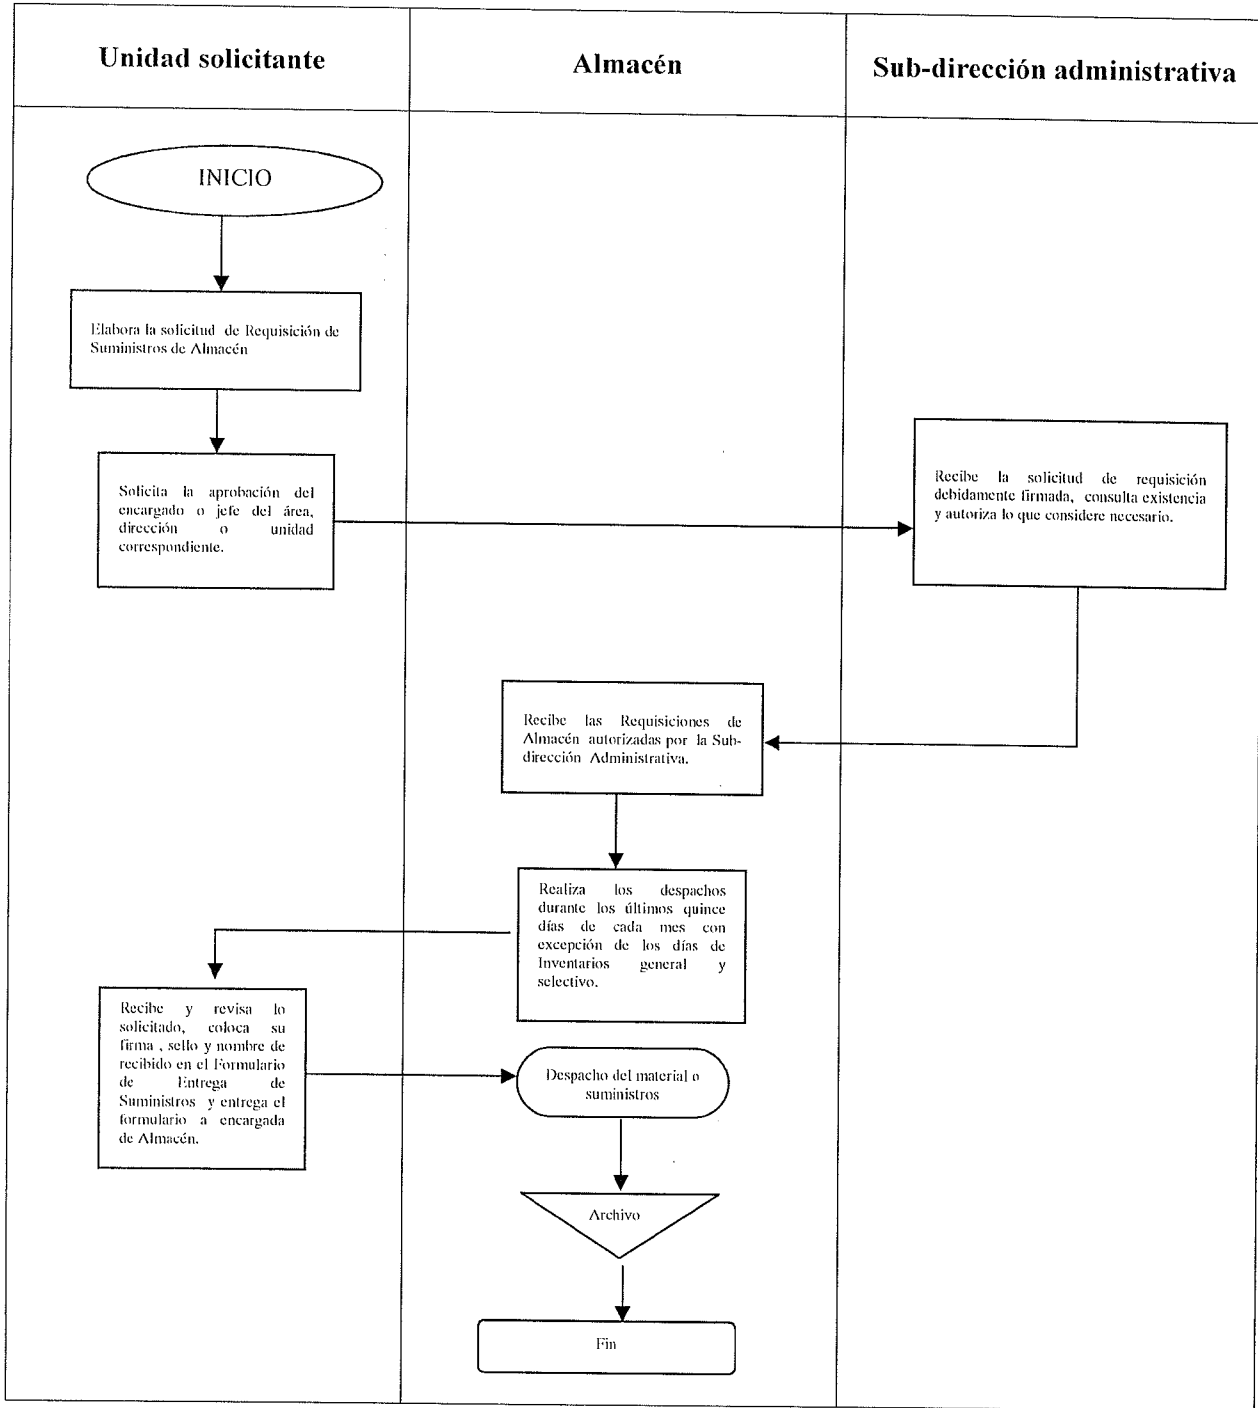 Unidad solicitante
Almacén
Sub-dirección administrativa
INICIO
Elabora la solicitud de Requisición de
Suministros de Almacén
Solicita la aprobación del
encargado o jefe del área,
dirección o unidad
correspondiente.
Recibe la solicitud de requisición
debidamente firmada, consulta existencia
y autoriza lo que considere necesario.
Recibe las Requisiciones de
Almacén autorizadas por la Sub-
dirección Administrativa.
Realiza los despachos
durante los últimos quince
días de cada mes con
excepción de los días de
Inventarios general y
selectivo.
Recibe y revisa lo
solicitado, coloca su
firma , sello y nombre de
recibido en el Formulario
de Entrega de
Suministros y entrega el
formulario a encargada
de Almacén.
Despacho del material o
suministros
Archivo
Fin